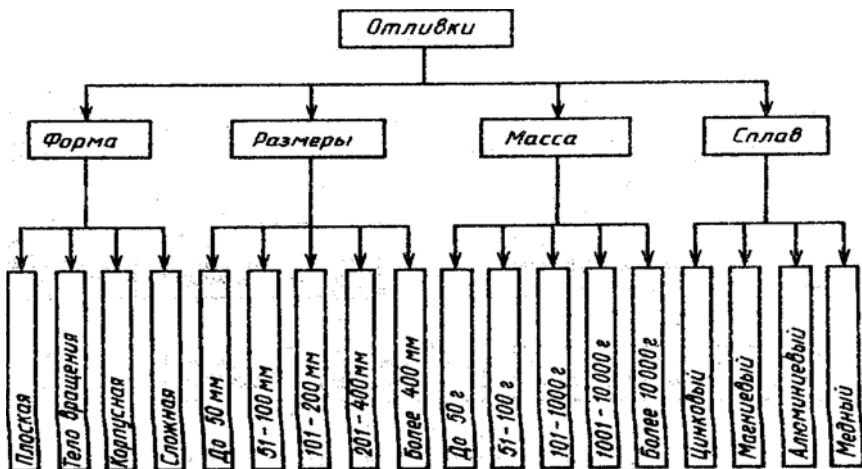 Отливки
Форма
Размеры
Масса
Сплав
Плоская
Тело вращения
Корпусная
Сложная
До 50 мм
51-100 мм
101-200 мм
201-400 мм
Более 400 мм
До 50 г
51-100 г
101-1000 г
1001-10 000 г
Более 10 000 г
Цинковый
Магниевый
Алюминиевый
Медный